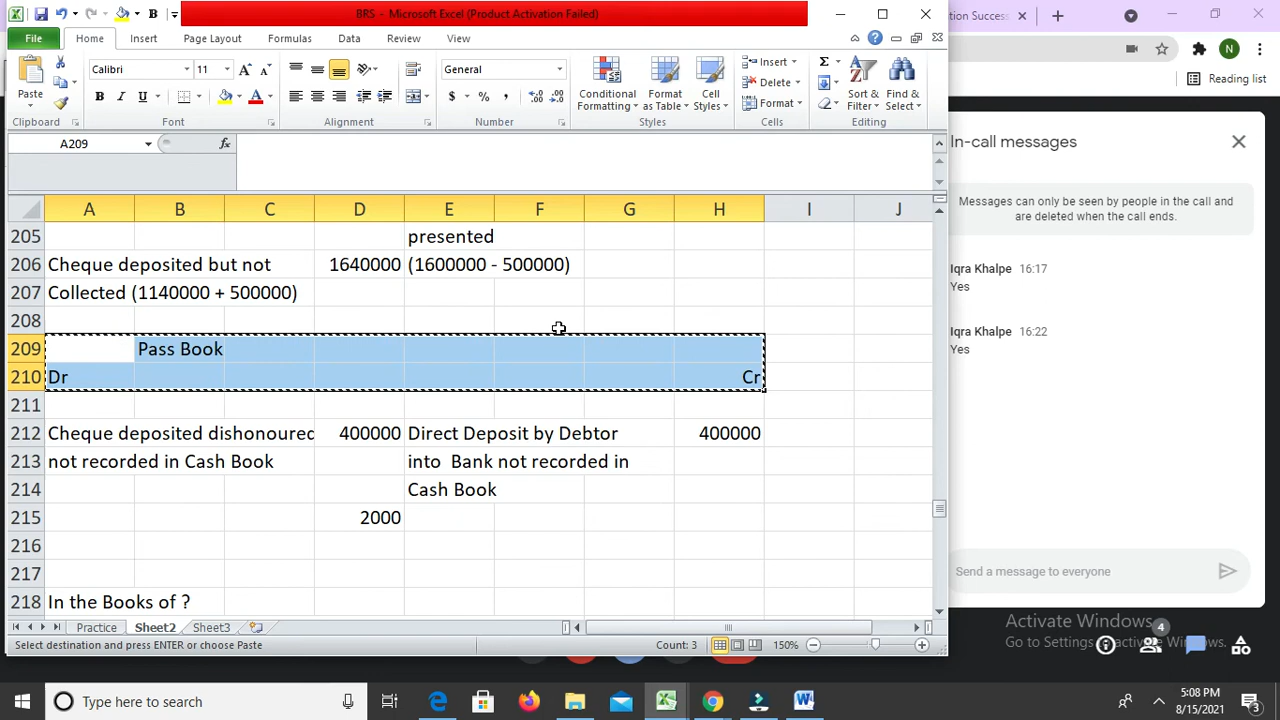 BRS - Microsoft Excel (Product Activation Failed)
tion Success
File Home Insert Page Layout Formulas Data Review View
N
Reading list
Paste
Calibri 11
General
Conditional Formatting
Format as Table
Cell Styles
Insert
Delete
Format
Sort & Filter
Find & Select
Clipboard Font Alignment Number Styles Cells Editing
A209 fx
In-call messages
Messages can only be seen by people in the call and
are deleted when the call ends.
Iqra Khalpe 16:17
Yes
Iqra Khalpe 16:22
Yes
Send a message to everyone
A B C D E F G H I J
205 presented
206 Cheque deposited but not 1640000 (1600000 - 500000)
207 Collected (1140000 + 500000)
208
209 Pass Book
210 Dr Cr
211
212 Cheque deposited dishonoured 400000 Direct Deposit by Debtor 400000
213 not recorded in Cash Book into Bank not recorded in
214 Cash Book
215 2000
216
217
218 In the Books of ?
Practice Sheet2 Sheet3
Select destination and press ENTER or choose Paste Count: 3 150%
Activate Windows
Go to Settings to activate Windows.
4
Type here to search
5:08 PM
8/15/2021
3